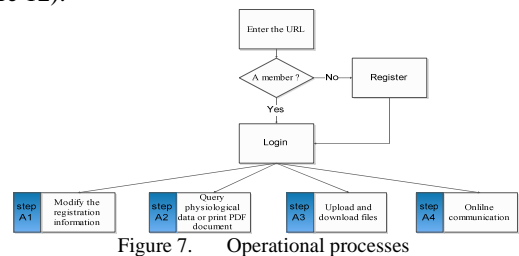 Enter the URL
A member ?
No
Register
Yes
Login
step
A1
Modify the
registration
information
step
A2
Query
physiological
data or print PDF
document
step
A3
Upload and
download files
step
A4
Onlilne
communication
Figure 7. Operational processes